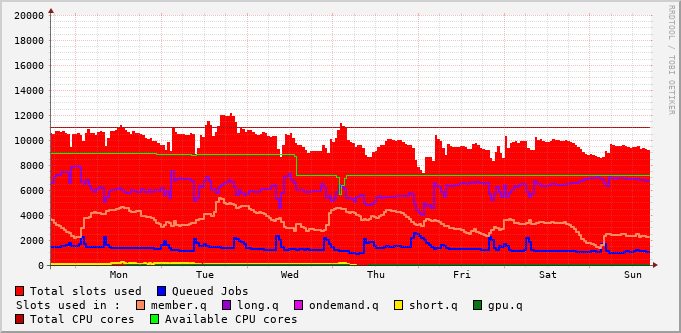 20000
18000
16000
14000
12000
10000
8000
6000
4000
2000
0
Mon Tue Wed Thu Fri Sat Sun
RRDTOOL / TOBI OETIKER
Total slots used Queued Jobs
Slots used in : member.q long.q ondemand.q short.q gpu.q
Total CPU cores Available CPU cores